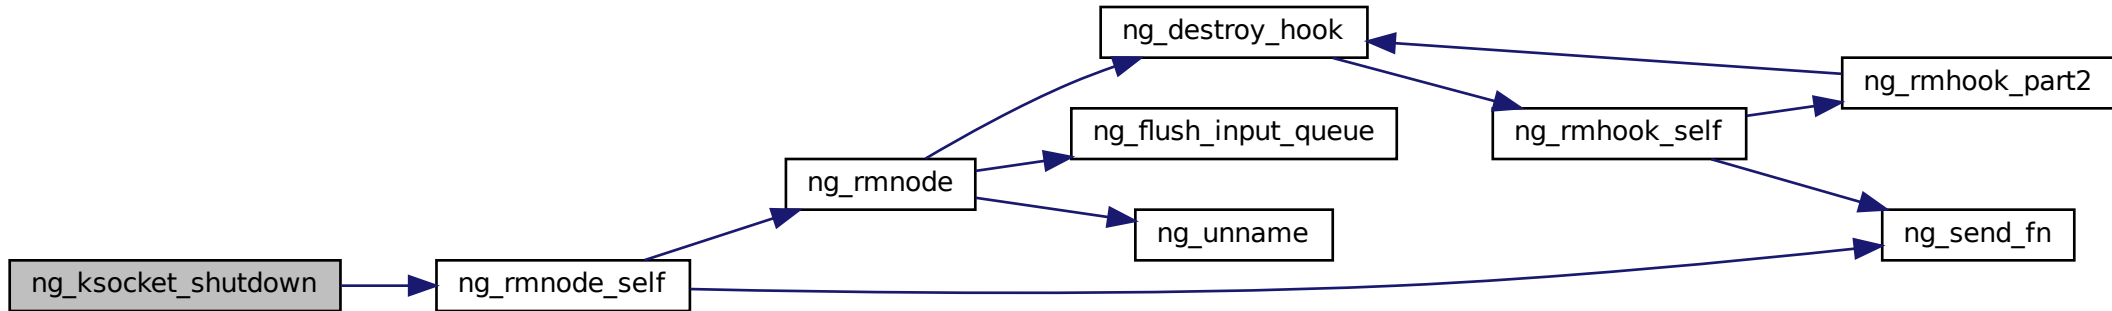 ng_destroy_hook
ng_rmhook_part2
ng_flush_input_queue
ng_rmhook_self
ng_rmnode
ng_unname
ng_send_fn
ng_ksocket_shutdown
ng_rmnode_self